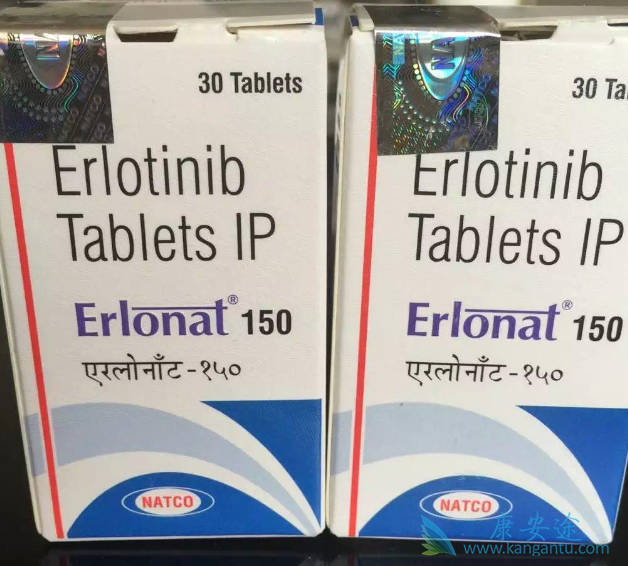 30 Tablets
Erlotinib
Tablets IP
Erlonat® 150
एरलोनाँट-१५०
NATCO
30 Ta
Erlotinib
Tablets IP
Erlonat® 150
एरलोनाँट-१५०
NATCO
康安途
www.kangantu.com